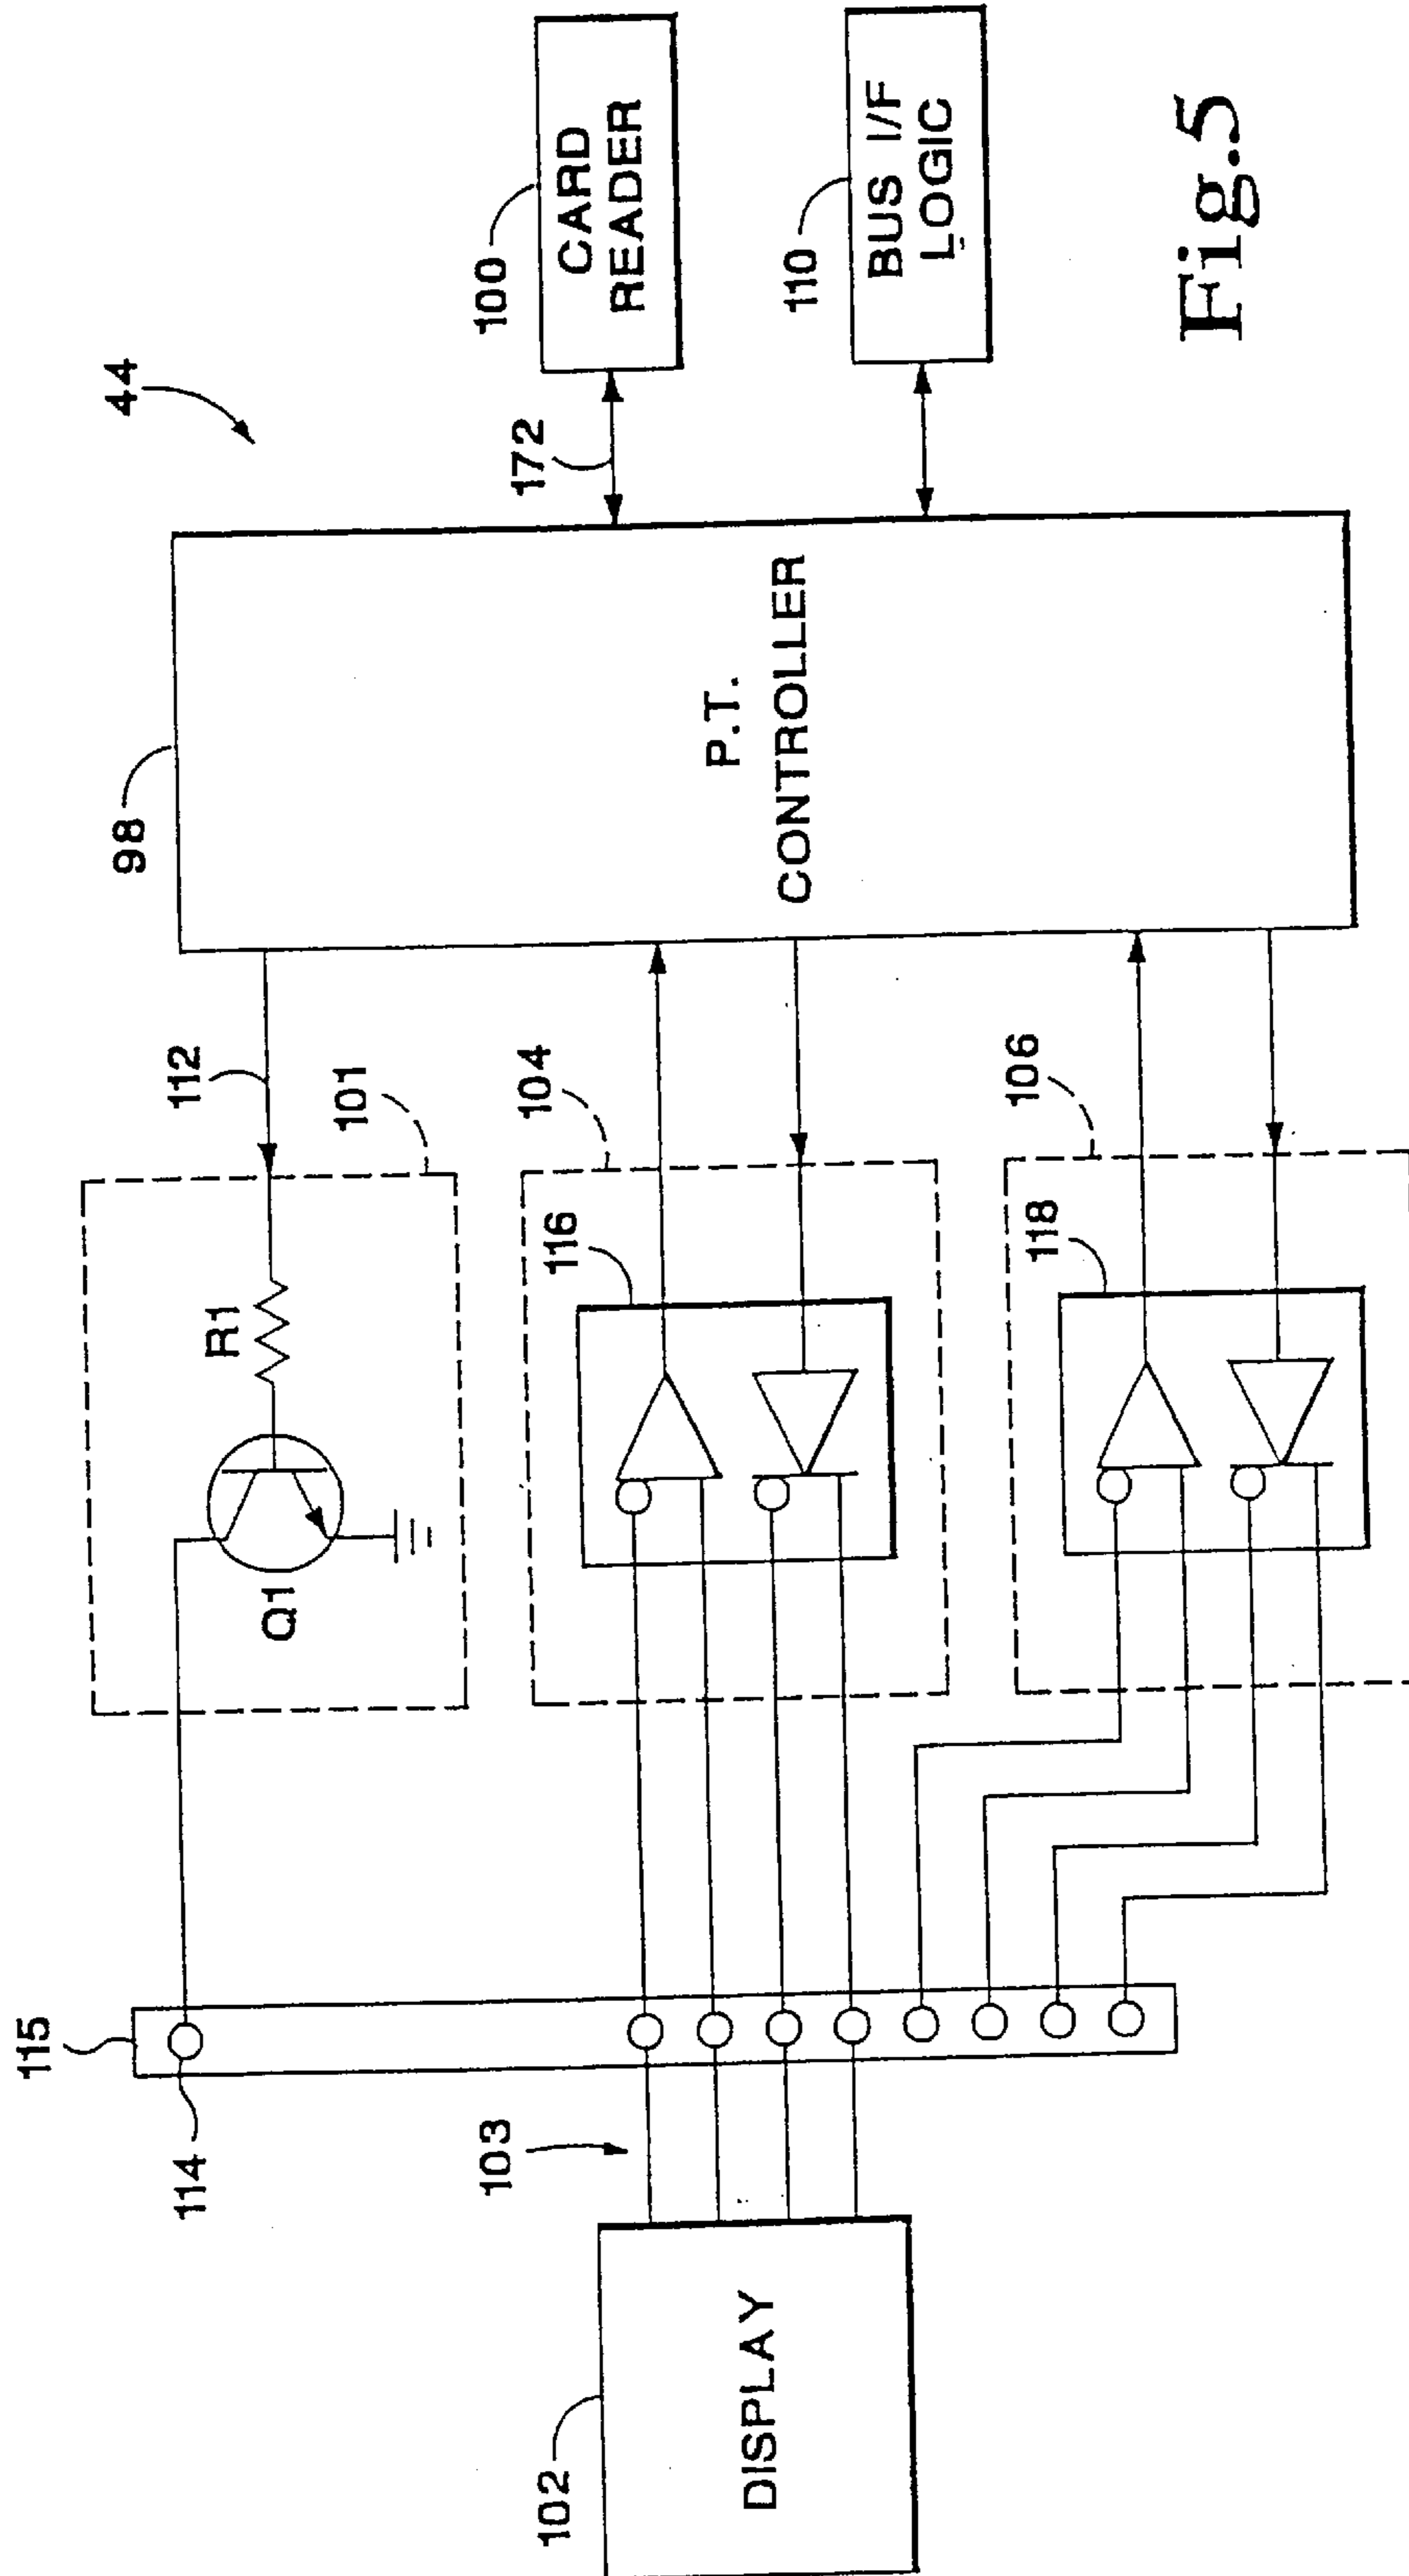 44
98
P.T.
CONTROLLER
100
CARD
READER
172
110
BUS I/F
LOGIC
112
101
R1
Q1
104
116
106
118
115
114
103
102
DISPLAY
Fig.5